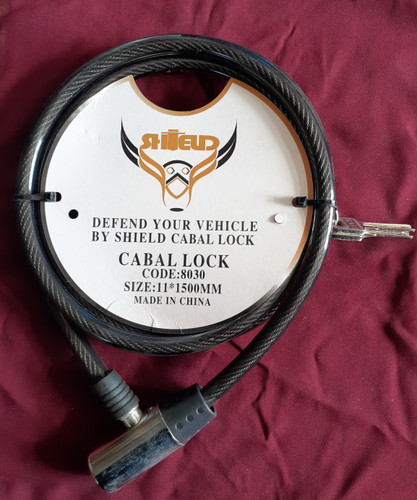 SHIELD
DEFEND YOUR VEHICLE
BY SHIELD CABAL LOCK
CABAL LOCK
CODE:8030
SIZE:11*1500MM
MADE IN CHINA